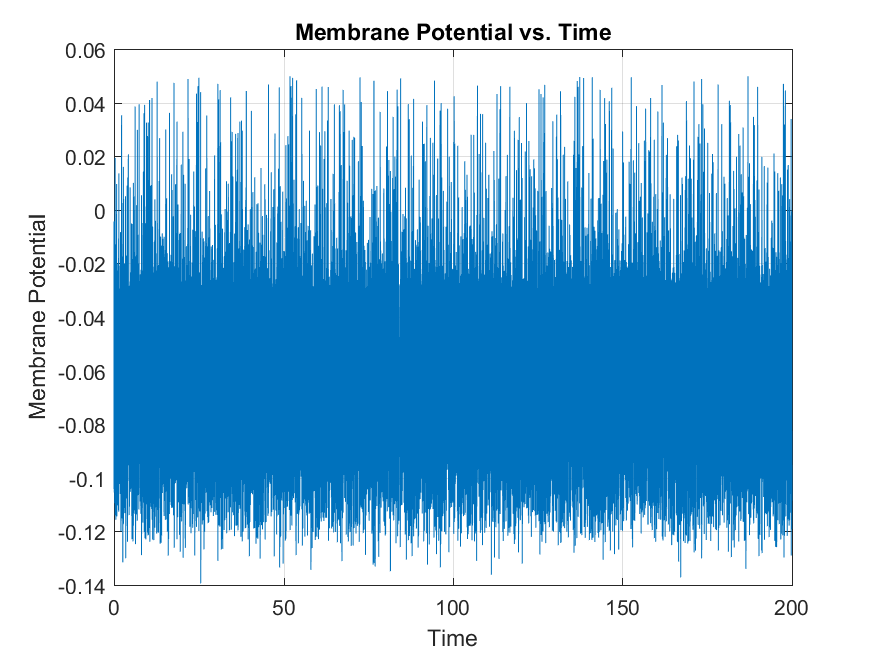 Membrane Potential vs. Time
0.06
0.04
0.02
0
-0.02
-0.04
-0.06
-0.08
-0.1
-0.12
-0.14
Membrane Potential
0 50 100 150 200
Time